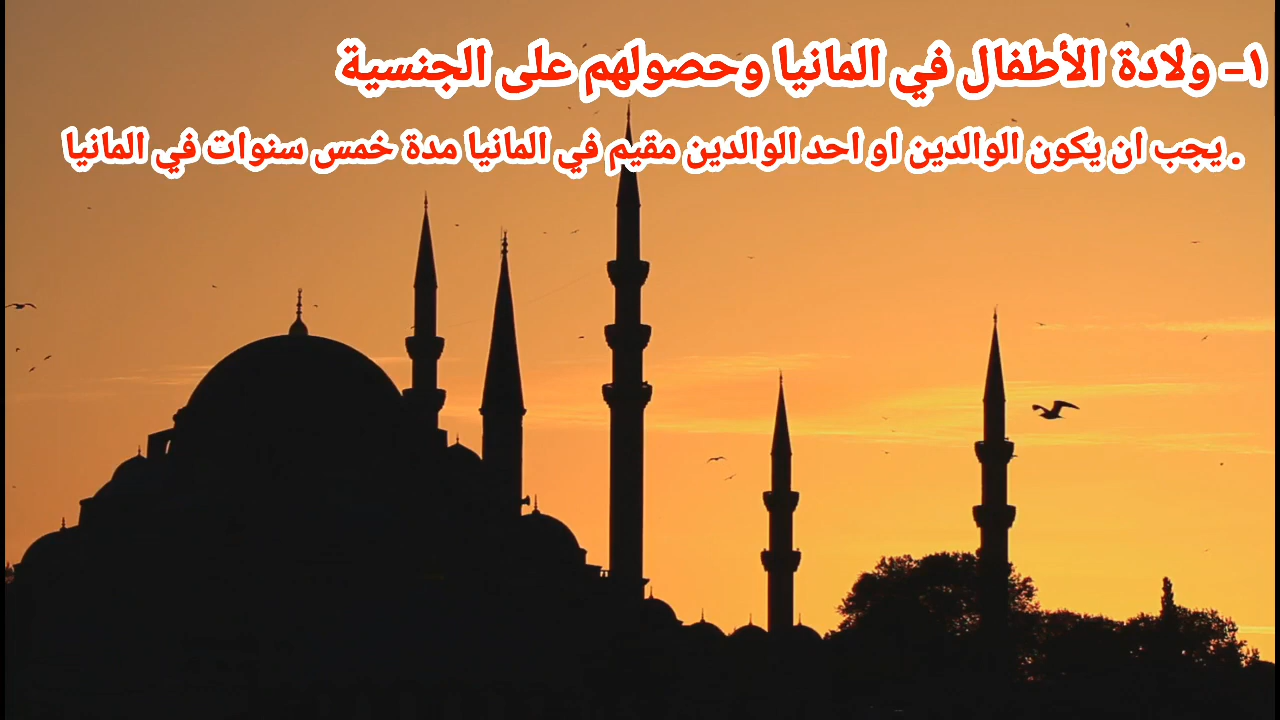 ١- ولادة الأطفال في المانيا وحصولهم على الجنسية
. يجب ان يكون الوالدين او احد الوالدين مقيم في المانيا مدة خمس سنوات في المانيا